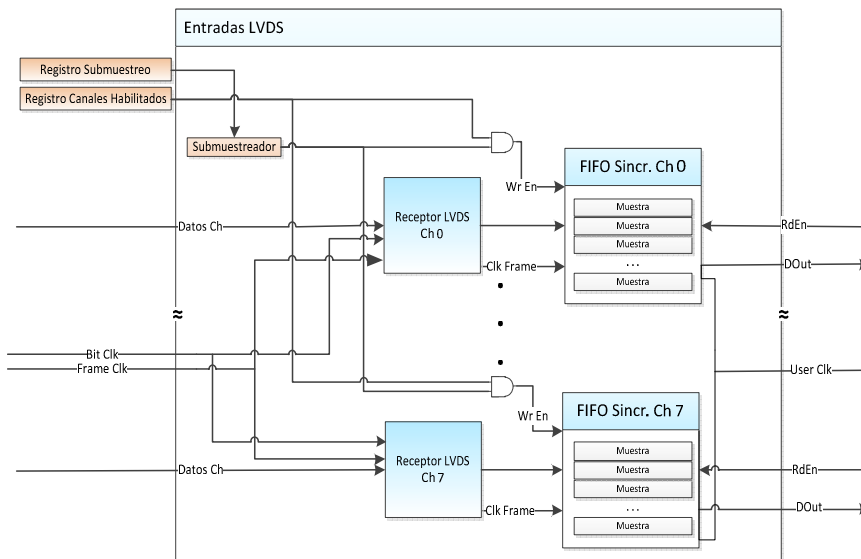 Entradas LVDS
Registro Submuestreo
Registro Canales Habilitados
Submuestreador
Wr En
FIFO Sincr. Ch 0
Muestra
Muestra
Muestra
...
Muestra
Receptor LVDS
Ch 0
Datos Ch
Clk Frame
RdEn
DOut
≈
≈
Bit Clk
Frame Clk
User Clk
Wr En
FIFO Sincr. Ch 7
Muestra
Muestra
Muestra
...
Muestra
Receptor LVDS
Ch 7
Datos Ch
Clk Frame
RdEn
DOut